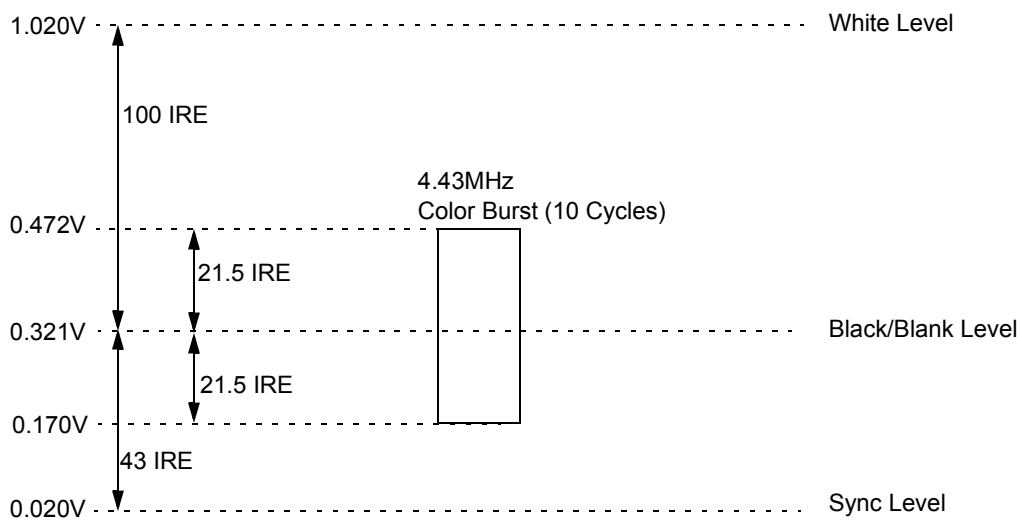 1.020V
White Level
100 IRE
4.43MHz
Color Burst (10 Cycles)
0.472V
21.5 IRE
0.321V
Black/Blank Level
21.5 IRE
0.170V
43 IRE
0.020V
Sync Level